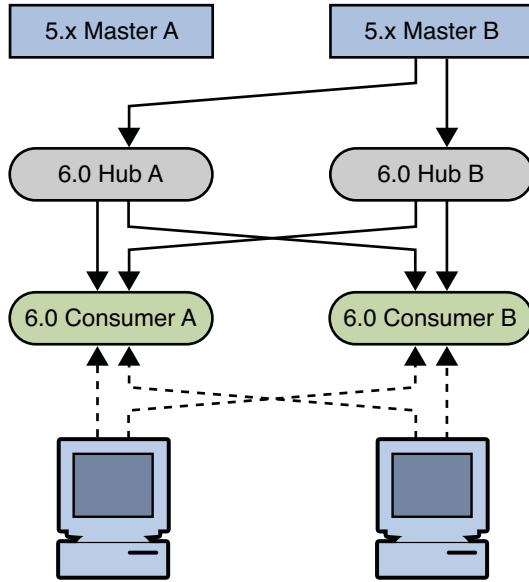 5.x Master A
5.x Master B
6.0 Hub A
6.0 Hub B
6.0 Consumer A
6.0 Consumer B